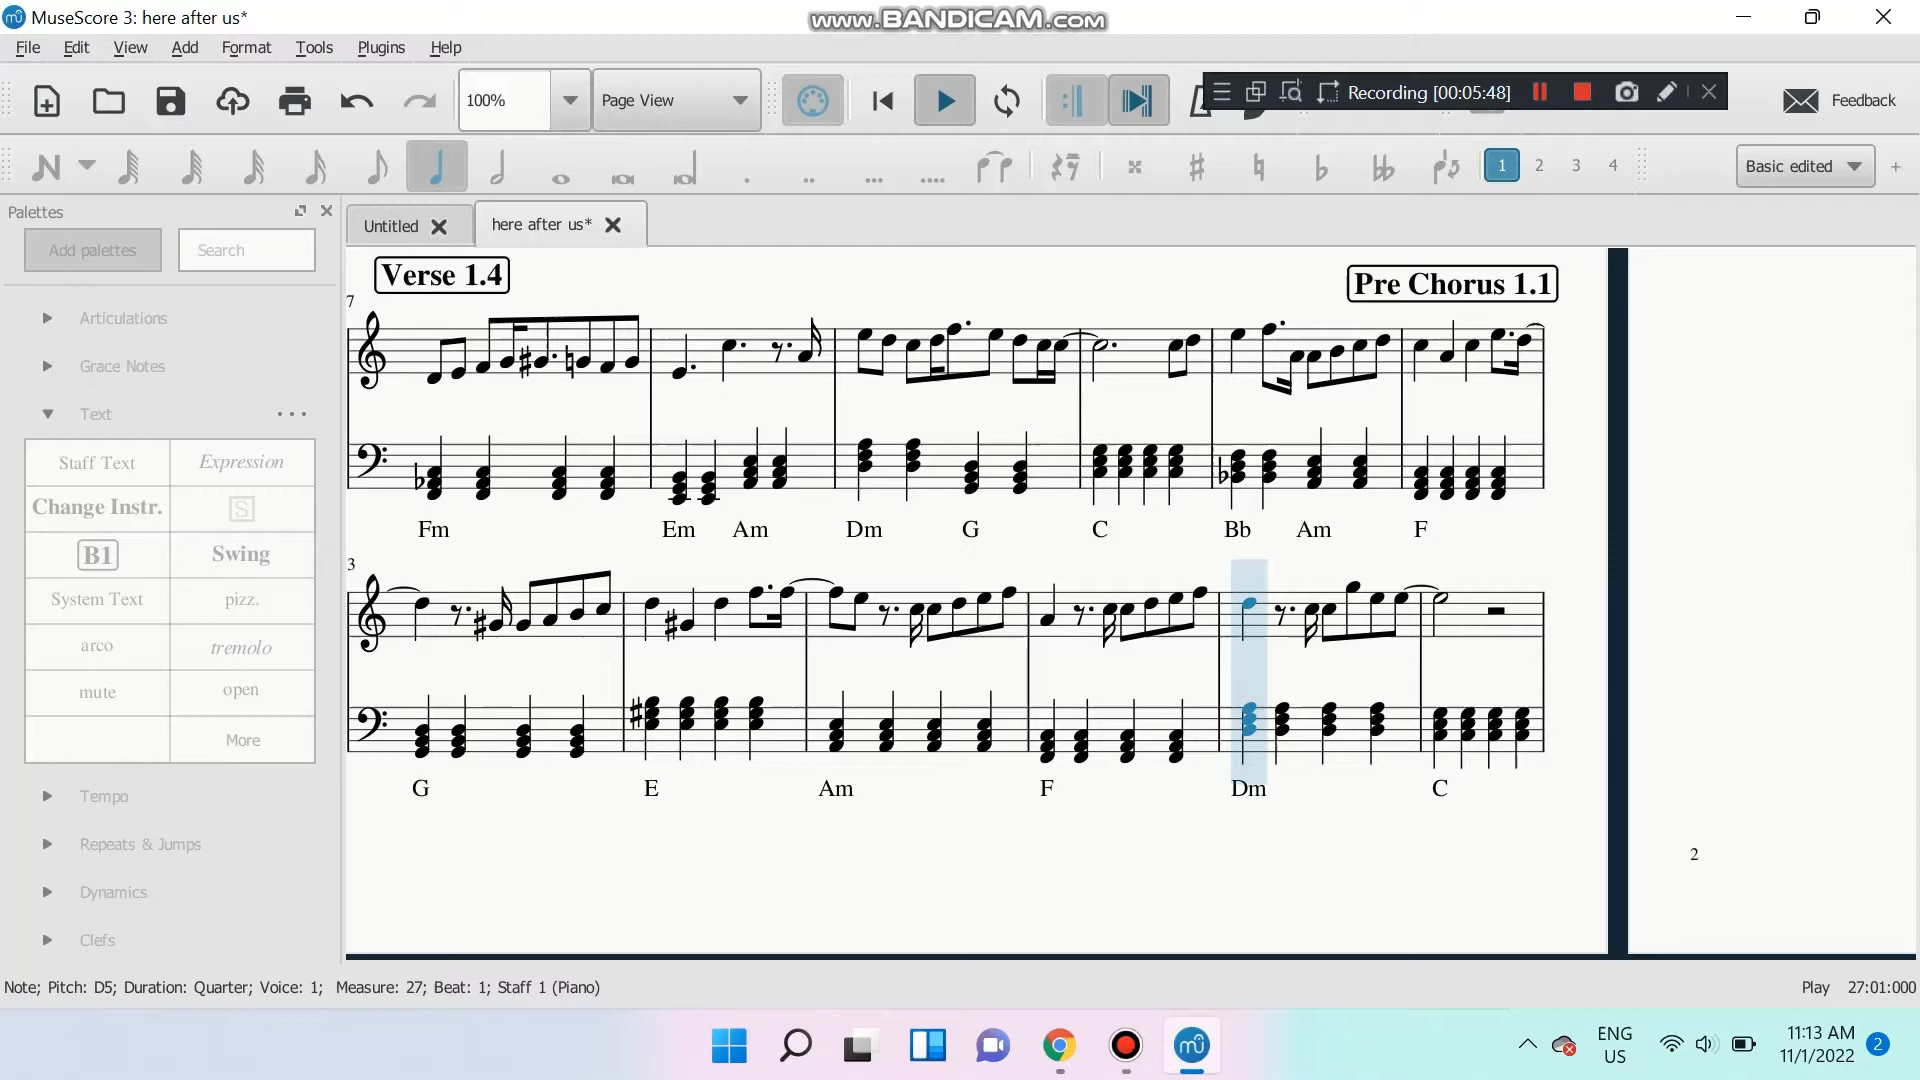 MuseScore 3: here after us*
www.BANDICAM.com
File Edit View Add Format Tools Plugins Help
100%
Page View
Recording [00:05:48]
Feedback
1 2 3 4
Basic edited
Palettes
Untitled
here after us*
Add palettes
Search
Articulations
Grace Notes
Text
Staff Text
Expression
Change Instr.
S
B1
Swing
System Text
pizz.
arco
tremolo
mute
open
More
Tempo
Repeats & Jumps
Dynamics
Clefs
Verse 1.4
Pre Chorus 1.1
7
Fm Em Am Dm G C Bb Am F
3
G E Am F Dm C
2
Note; Pitch: D5; Duration: Quarter; Voice: 1; Measure: 27; Beat: 1; Staff 1 (Piano)
Play 27:01:000
ENG
US
11:13 AM
11/1/2022
2